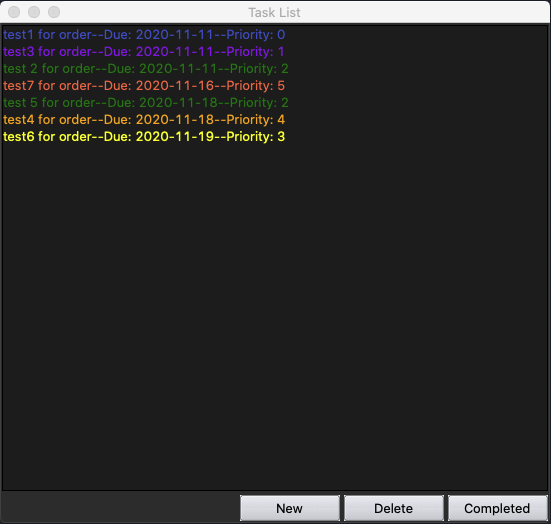 Task List
test1 for order--Due: 2020-11-11--Priority: 0
test3 for order--Due: 2020-11-11--Priority: 1
test 2 for order--Due: 2020-11-11--Priority: 2
test7 for order--Due: 2020-11-16--Priority: 5
test 5 for order--Due: 2020-11-18--Priority: 2
test4 for order--Due: 2020-11-18--Priority: 4
test6 for order--Due: 2020-11-19--Priority: 3
New Delete Completed